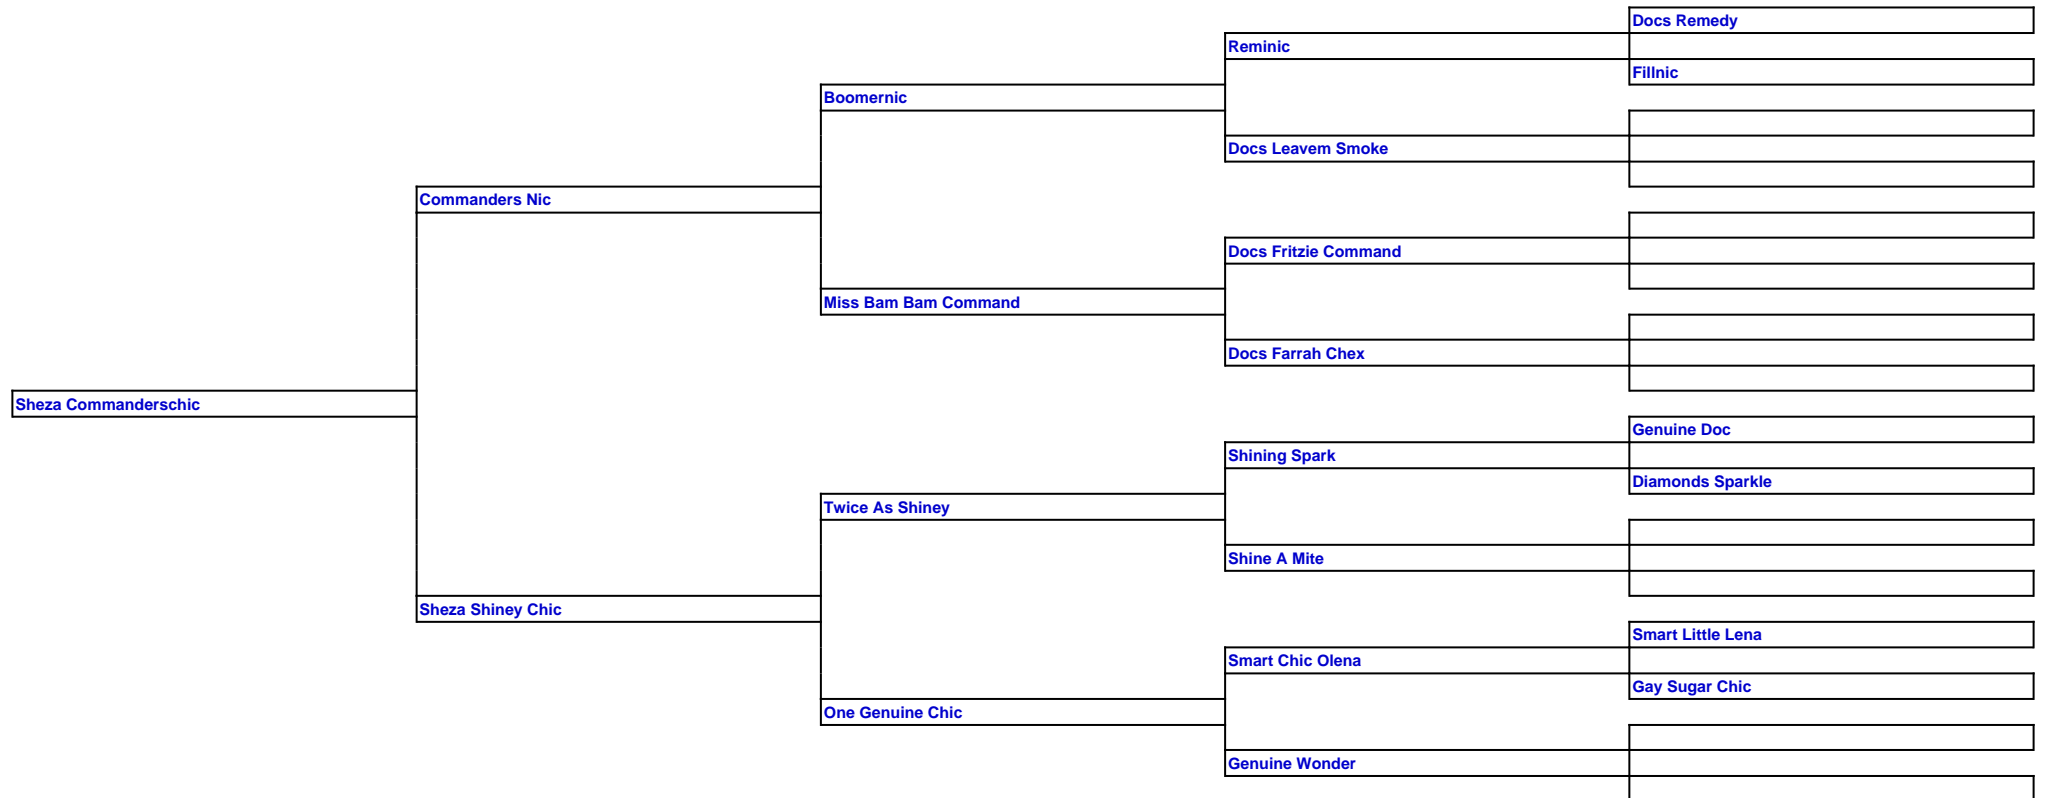 Docs Remedy
Reminic
Fillnic
Boomernic
Docs Leavem Smoke
Commanders Nic
Docs Fritzie Command
Miss Bam Bam Command
Docs Farrah Chex
Sheza Commanderschic
Genuine Doc
Shining Spark
Diamonds Sparkle
Twice As Shiney
Shine A Mite
Sheza Shiney Chic
Smart Little Lena
Smart Chic Olena
Gay Sugar Chic
One Genuine Chic
Genuine Wonder